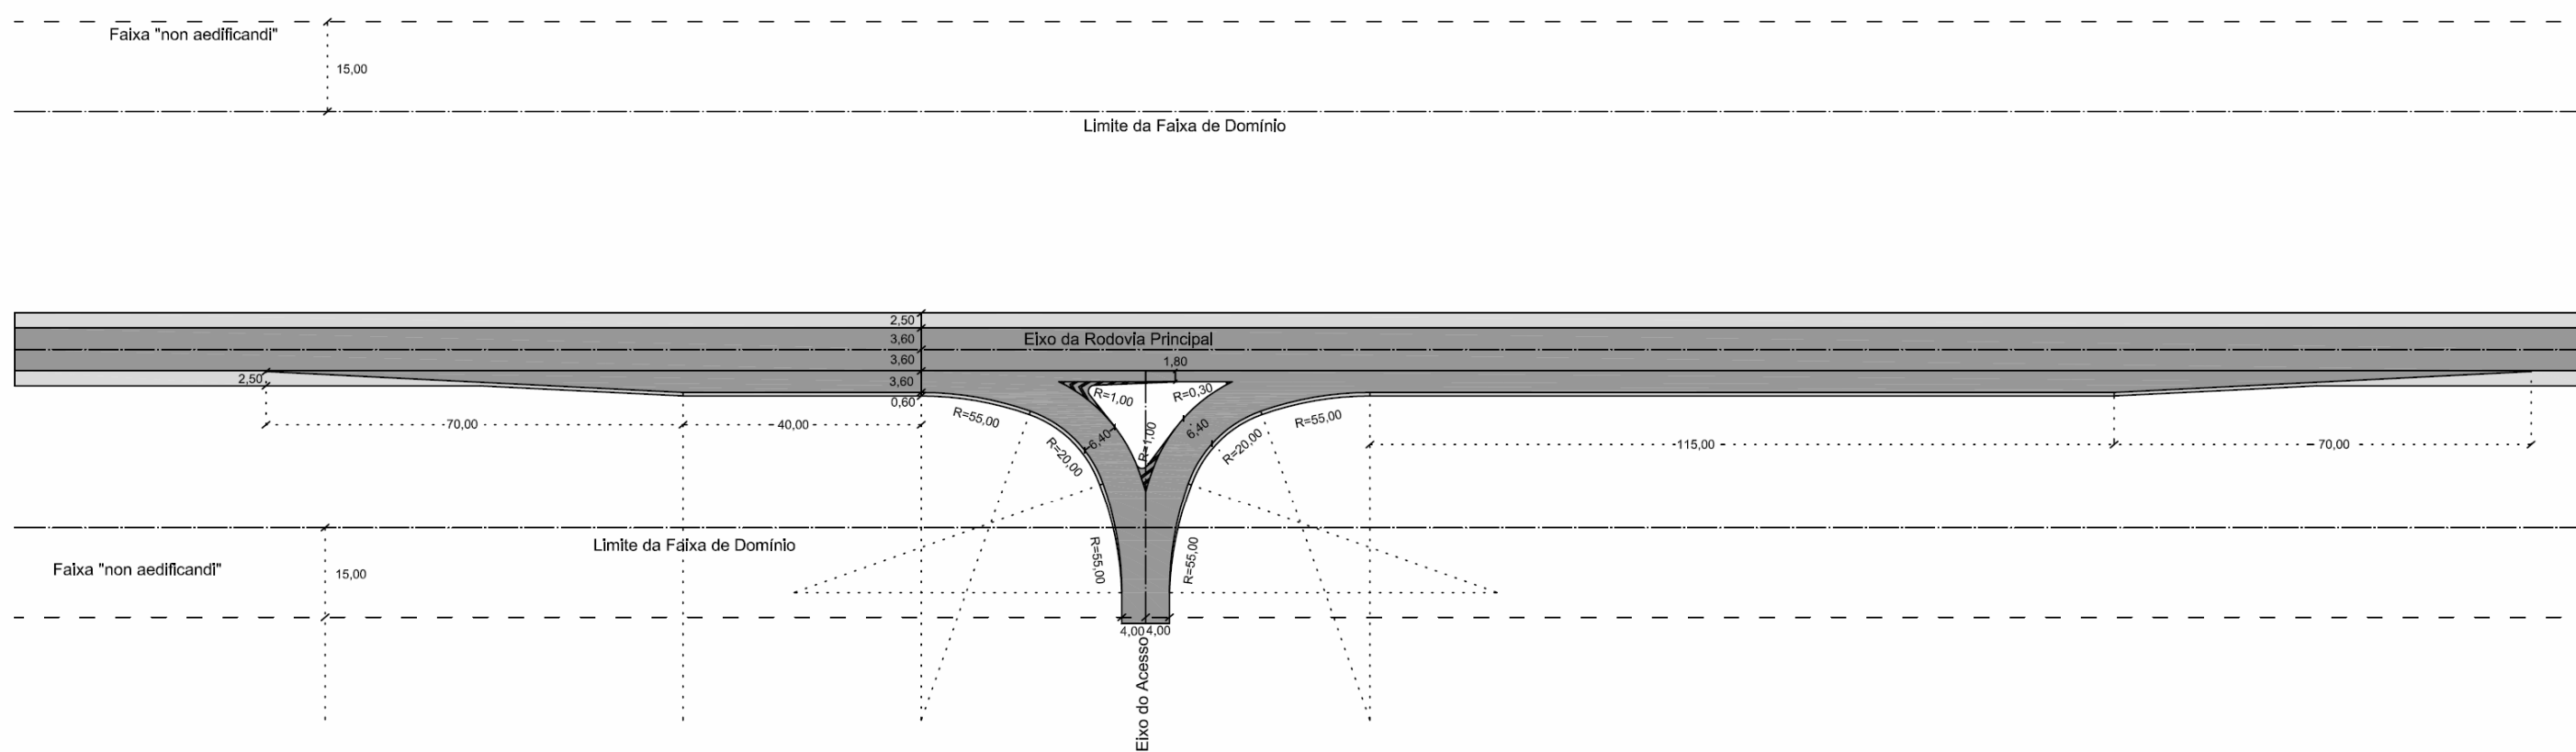 Faixa "non aedificandi"
15,00
Limite da Faixa de Domínio
2,50
3,60
Eixo da Rodovia Principal
3,60
1,80
2,50
3,60
0,60
R=1,00
R=0,30
R=55,00
R=55,00
70,00
40,00
6,40
R=1,00
6,40
R=20,00
R=20,00
115,00
70,00
Limite da Faixa de Domínio
Faixa "non aedificandi"
15,00
R=55,00
R=55,00
4,00 4,00
Eixo do Acesso